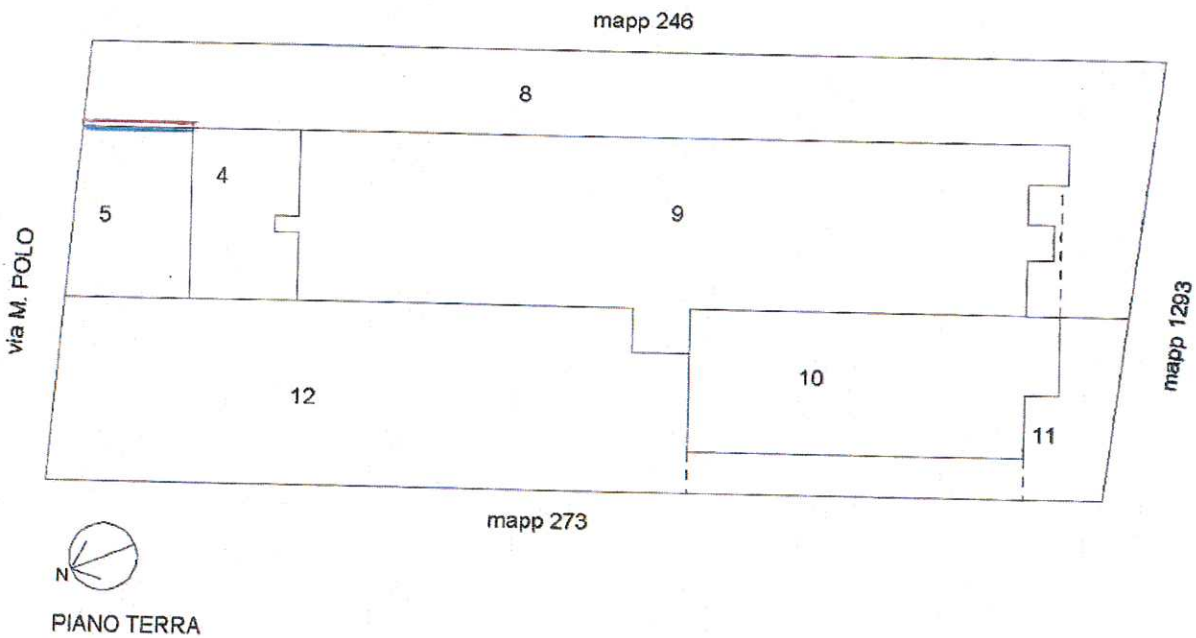 mapp 246
8
4
5
9
via M. POLO
mapp 1293
10
12
11
mapp 273
N
PIANO TERRA